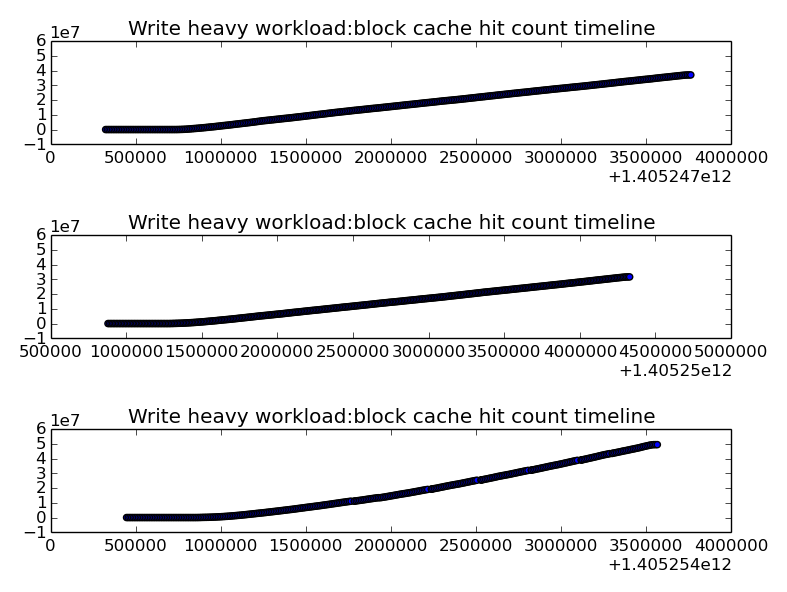 Write heavy workload:block cache hit count timeline
1e7
6
5
4
3
2
1
0
−1
0 500000 1000000 1500000 2000000 2500000 3000000 3500000 4000000
+1.405247e12
Write heavy workload:block cache hit count timeline
1e7
6
5
4
3
2
1
0
−1
500000 1000000 1500000 2000000 2500000 3000000 3500000 4000000 4500000 5000000
+1.40525e12
Write heavy workload:block cache hit count timeline
1e7
6
5
4
3
2
1
0
−1
0 500000 1000000 1500000 2000000 2500000 3000000 3500000 4000000
+1.405254e12